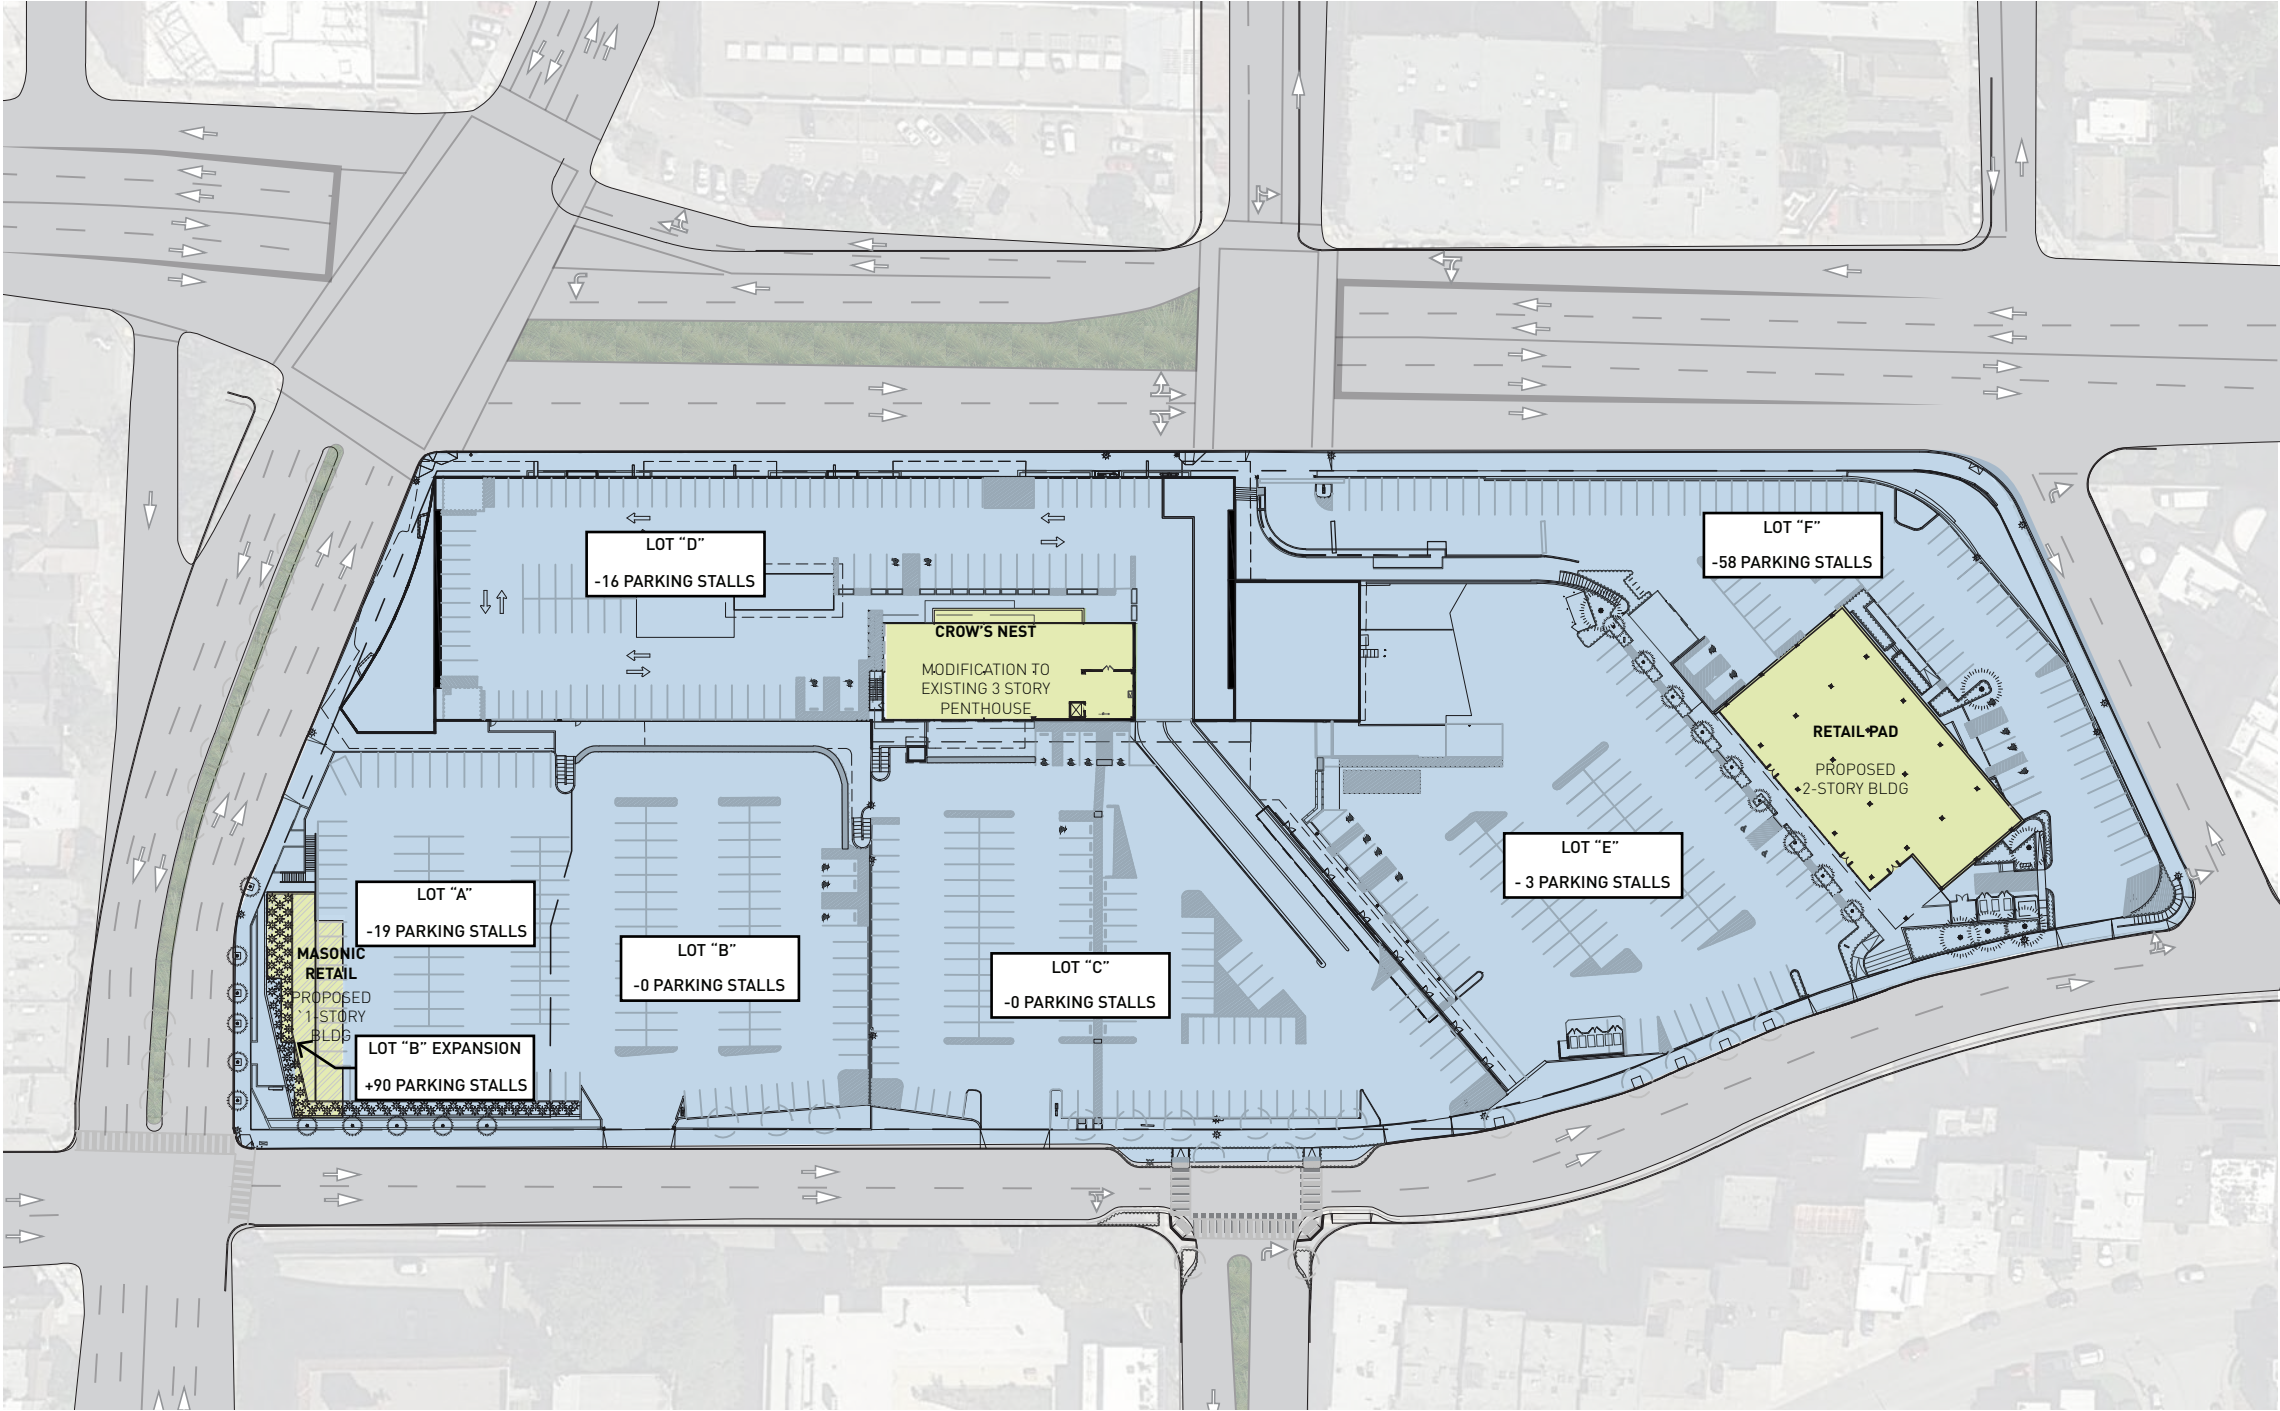 LOT "D"
-16 PARKING STALLS
LOT "F"
-58 PARKING STALLS
CROW'S NEST
MODIFICATION TO
EXISTING 3 STORY
PENTHOUSE
RETAIL PAD
PROPOSED
2-STORY BLDG
LOT "E"
- 3 PARKING STALLS
LOT "A"
-19 PARKING STALLS
LOT "B"
-0 PARKING STALLS
LOT "C"
-0 PARKING STALLS
MASONIC
RETAIL
PROPOSED
1-STORY
BLDG
LOT "B" EXPANSION
+90 PARKING STALLS